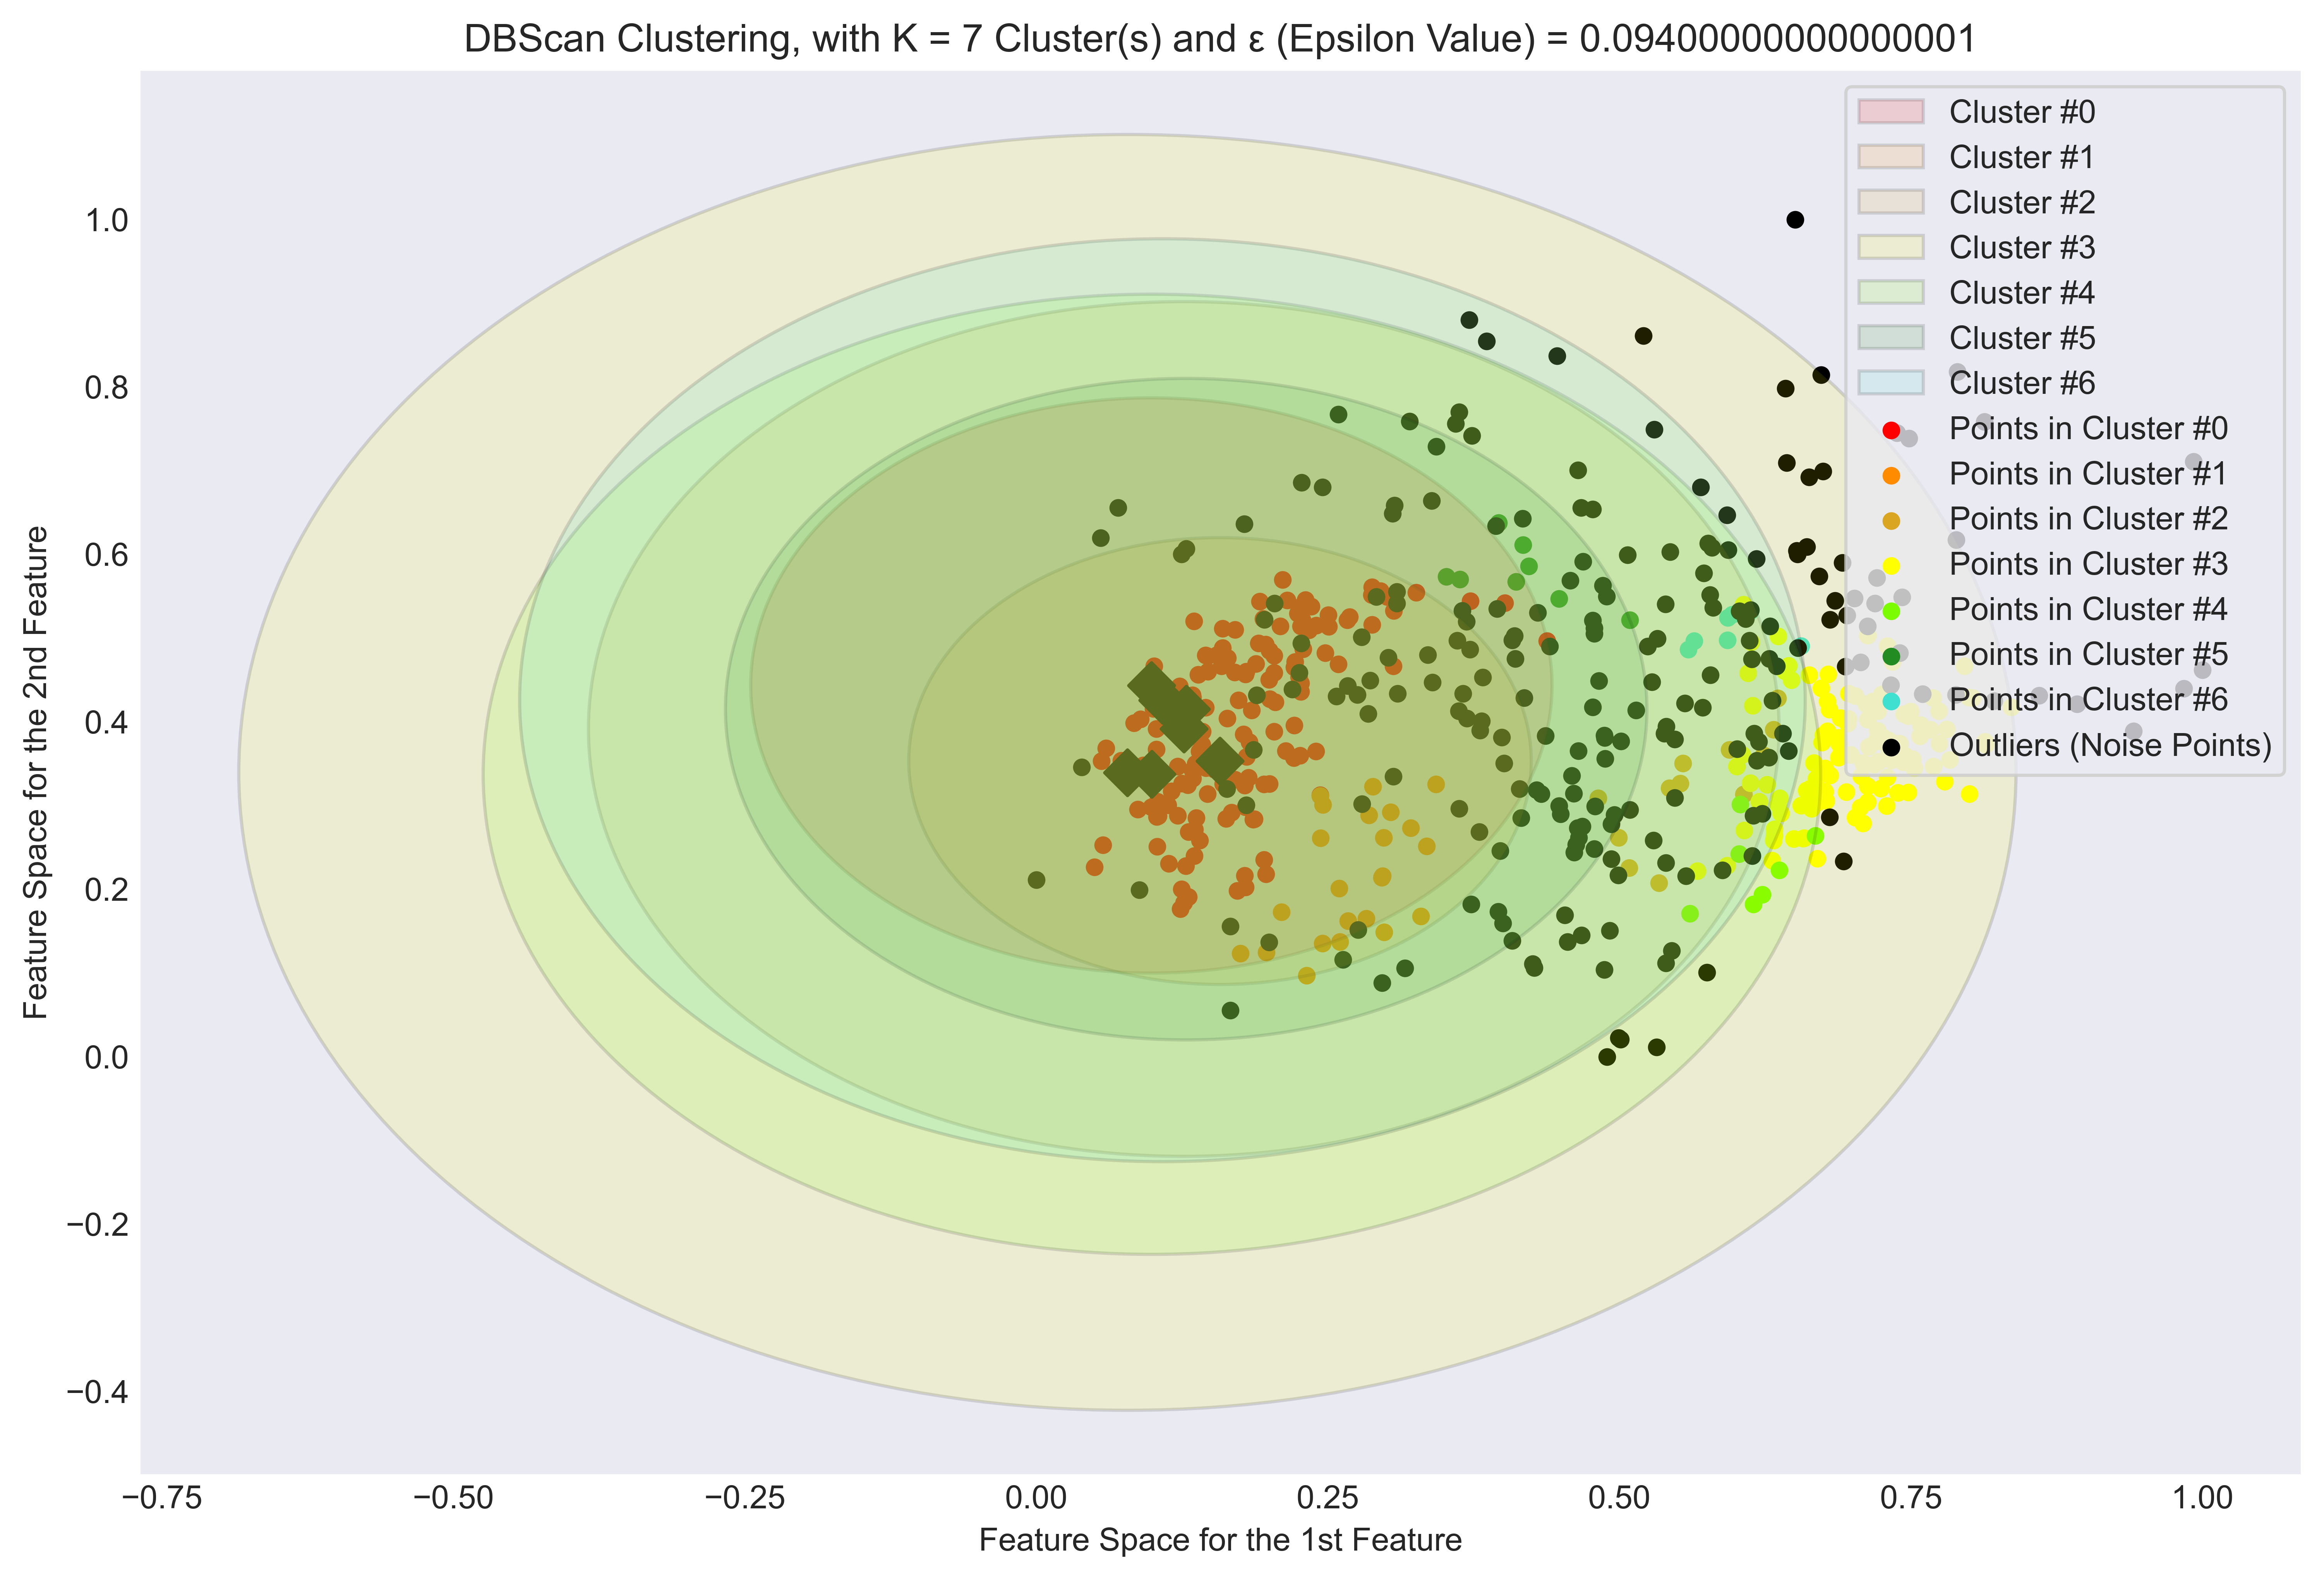 DBScan Clustering, with K = 7 Cluster(s) and ε (Epsilon Value) = 0.09400000000000001
Cluster #0
Cluster #1
Cluster #2
Cluster #3
Cluster #4
Cluster #5
Cluster #6
Points in Cluster #0
Points in Cluster #1
Points in Cluster #2
Points in Cluster #3
Points in Cluster #4
Points in Cluster #5
Points in Cluster #6
Outliers (Noise Points)
Feature Space for the 2nd Feature
1.0
0.8
0.6
0.4
0.2
0.0
−0.2
−0.4
−0.75 −0.50 −0.25 0.00 0.25 0.50 0.75 1.00
Feature Space for the 1st Feature